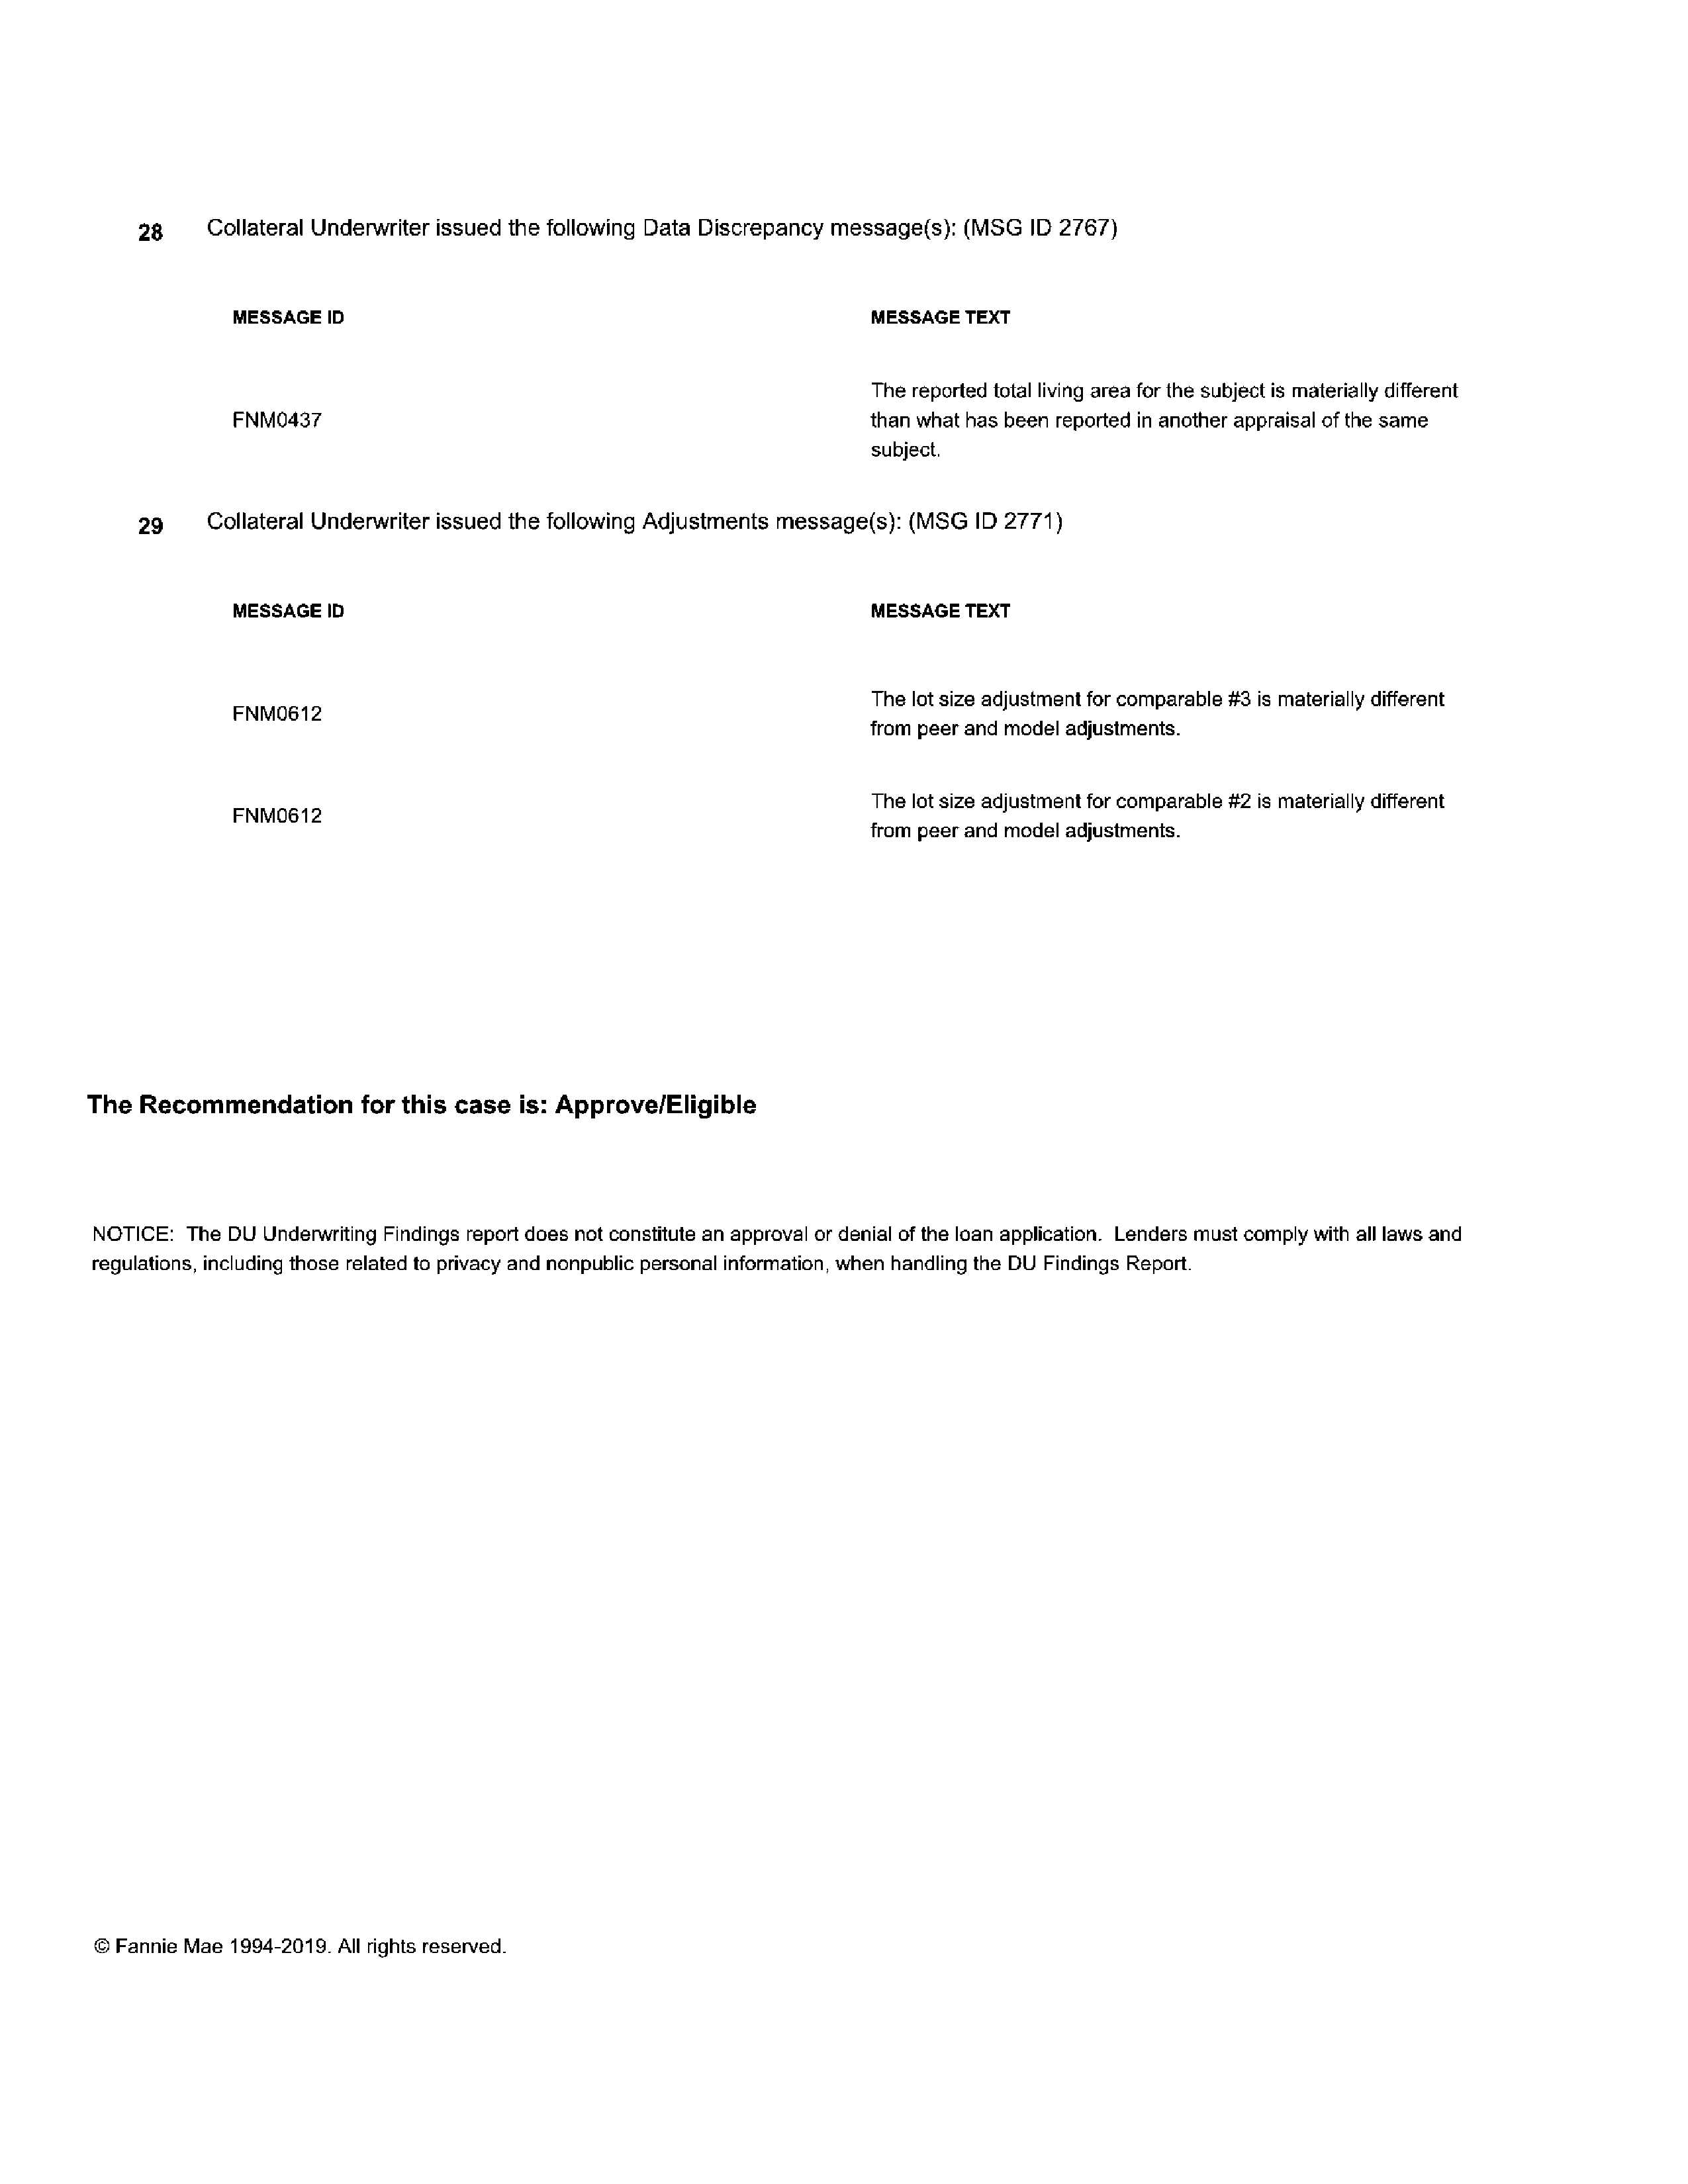 28 Collateral Underwriter issued the following Data Discrepancy message(s): (MSG ID 2767)
MESSAGE ID MESSAGE TEXT
The reported total living area for the subject is materially different
FNM0437 than what has been reported in another appraisal of the same
subject.
29 Collateral Underwriter issued the following Adjustments message(s): (MSG ID 2771)
MESSAGE ID MESSAGE TEXT
FNM0612 The lot size adjustment for comparable #3 is materially different
from peer and model adjustments.
FNM0612 The lot size adjustment for comparable #2 is materially different
from peer and model adjustments.
The Recommendation for this case is: Approve/Eligible
NOTICE:  The DU Underwriting Findings report does not constitute an approval or denial of the loan application.  Lenders must comply with all laws and
regulations, including those related to privacy and nonpublic personal information, when handling the DU Findings Report.
© Fannie Mae 1994-2019. All rights reserved.